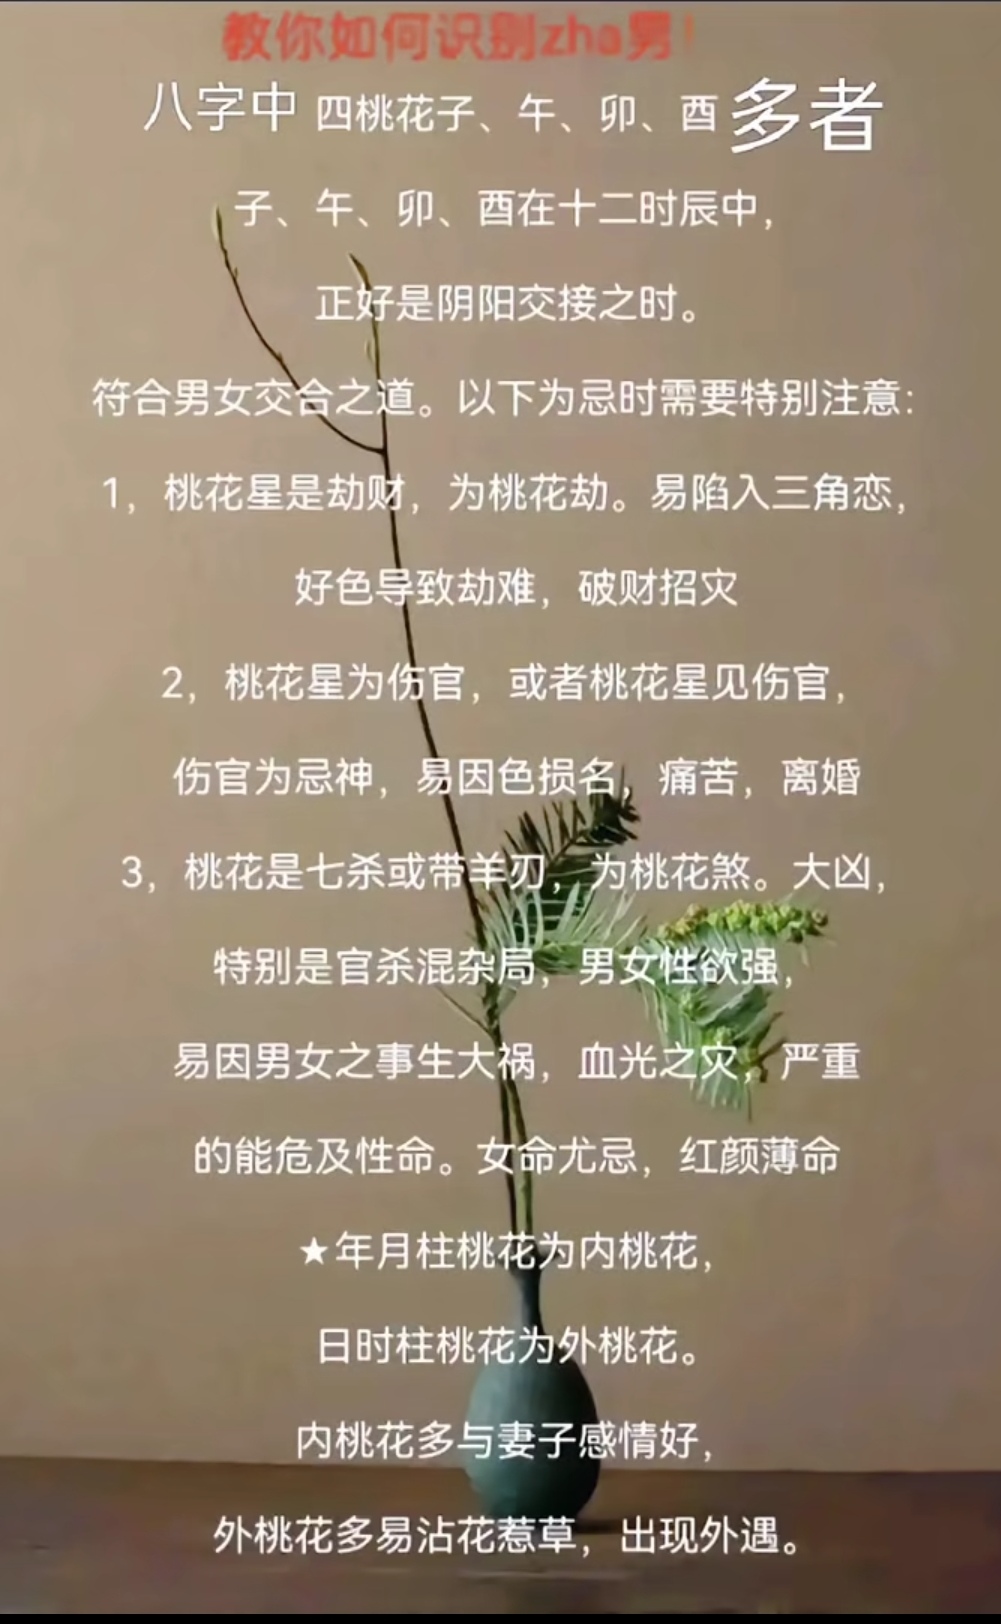 教你如何识别zha男！
八字中 四桃花子、午、卯、酉多者
子、午、卯、酉在十二时辰中，
正好是阴阳交接之时。
符合男女交合之道。以下为忌时需要特别注意：
1，桃花星是劫财，为桃花劫。易陷入三角恋，
好色导致劫难，破财招灾
2，桃花星为伤官，或者桃花星见伤官，
伤官为忌神，易因色损名，痛苦，离婚
3，桃花是七杀或带羊刃，为桃花煞。大凶，
特别是官杀混杂局，男女性欲强，
易因男女之事生大祸，血光之灾，严重
的能危及性命。女命尤忌，红颜薄命
★年月柱桃花为内桃花，
日时柱桃花为外桃花。
内桃花多与妻子感情好，
外桃花多易沾花惹草，出现外遇。